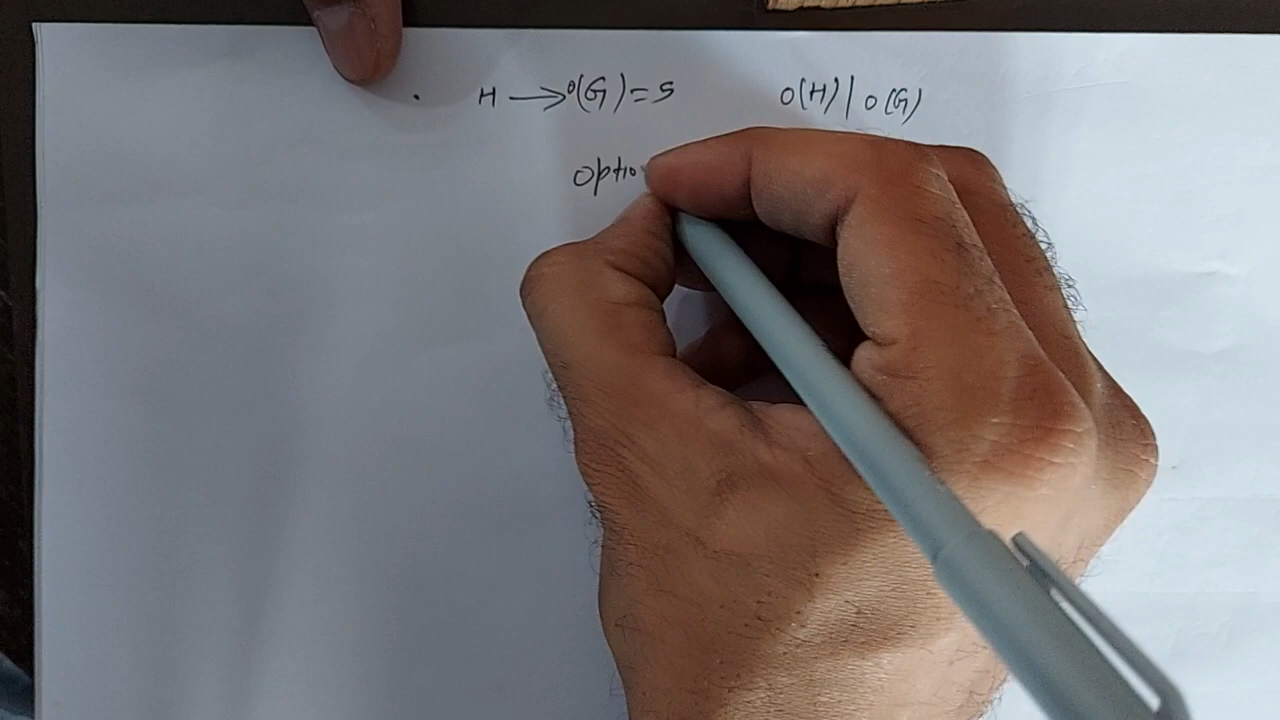 H → o(G) = 5 o(H) | o(G)
optio